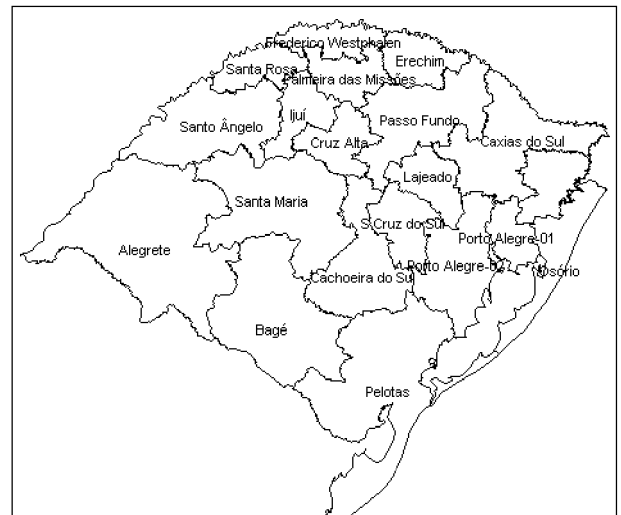 Frederico Westphalen
Erechim
Santa Rosa
Palmeira das Missões
Ijuí
Santo Ângelo
Passo Fundo
Cruz Alta
Caxias do Sul
Lajeado
Santa Maria
S.Cruz do Sul
Alegrete
Porto Alegre-01
Porto Alegre-
Osório
Cachoeira do Sul
Bagé
Pelotas